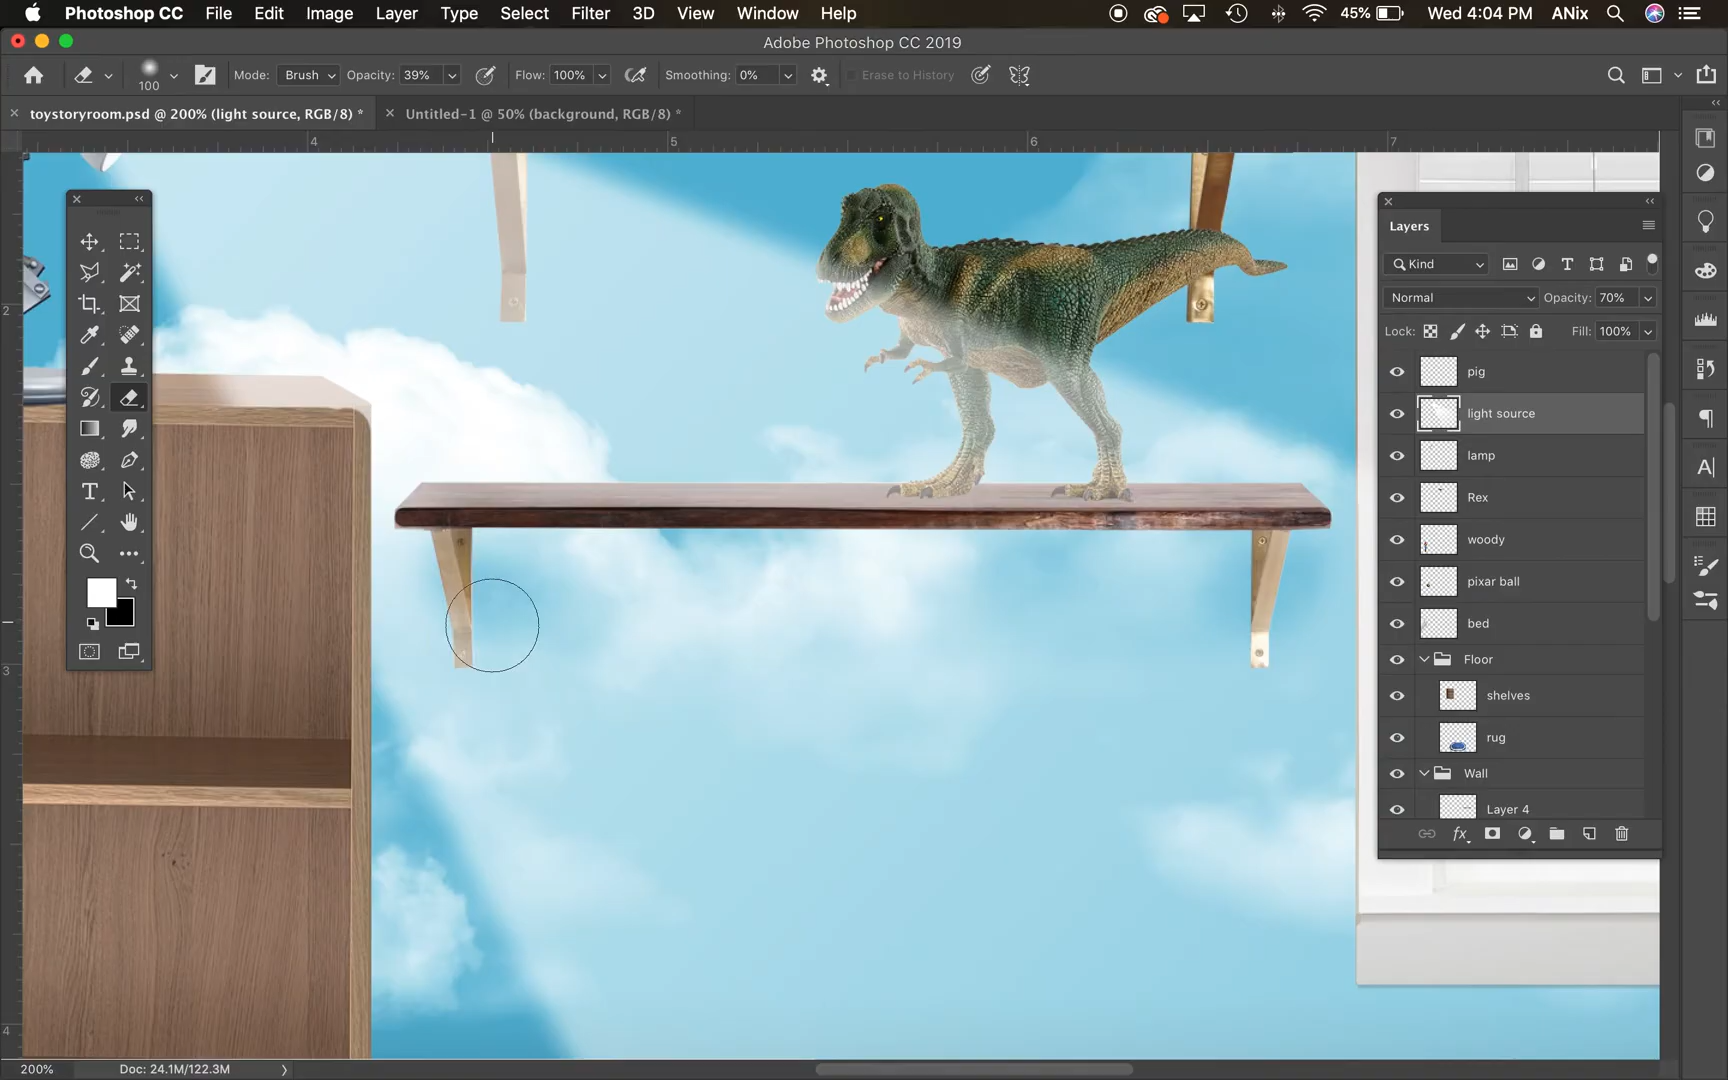 Photoshop CC File Edit Image Layer Type Select Filter 3D View Window Help 45% Wed 4:04 PM ANix
Adobe Photoshop CC 2019
100 Mode: Brush Opacity: 39% Flow: 100% Smoothing: 0% Erase to History
toystoryroom.psd @ 200% (light source, RGB/8) * Untitled-1 @ 50% (background, RGB/8) *
4 5 6 7
2
3
4
Layers
Kind
Normal Opacity: 70%
Lock: Fill: 100%
pig
light source
lamp
Rex
woody
pixar ball
bed
Floor
shelves
rug
Wall
Layer 4
200% Doc: 24.1M/122.3M